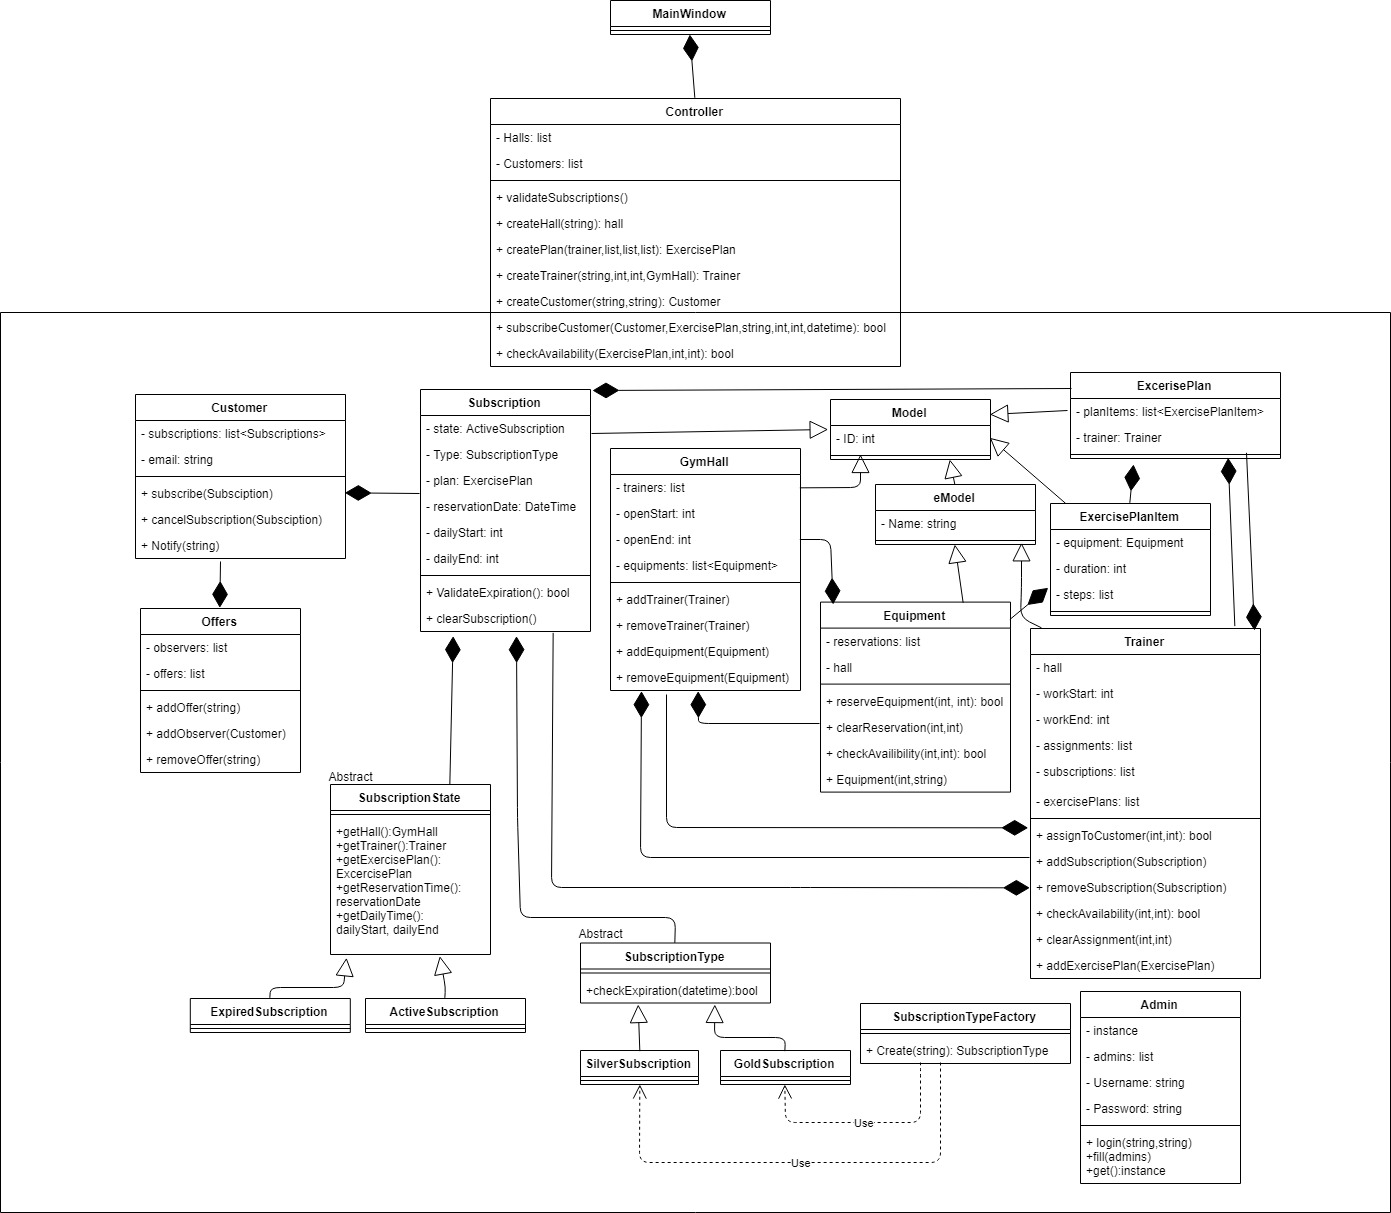 MainWindow
Controller
- Halls: list
- Customers: list
+ validateSubscriptions()
+ createHall(string): hall
+ createPlan(trainer,list,list,list): ExercisePlan
+ createTrainer(string,int,int,GymHall): Trainer
+ createCustomer(string,string): Customer
+ subscribeCustomer(Customer,ExercisePlan,string,int,int,datetime): bool
+ checkAvailability(ExercisePlan,int,int): bool
Customer
- subscriptions: list<Subscriptions>
- email: string
+ subscribe(Subsciption)
+ cancelSubscription(Subsciption)
+ Notify(string)
Offers
- observers: list
- offers: list
+ addOffer(string)
+ addObserver(Customer)
+ removeOffer(string)
Subscription
- state: ActiveSubscription
- Type: SubscriptionType
- plan: ExercisePlan
- reservationDate: DateTime
- dailyStart: int
- dailyEnd: int
+ ValidateExpiration(): bool
+ clearSubscription()
GymHall
- trainers: list
- openStart: int
- openEnd: int
- equipments: list<Equipment>
+ addTrainer(Trainer)
+ removeTrainer(Trainer)
+ addEquipment(Equipment)
+ removeEquipment(Equipment)
Model
- ID: int
eModel
- Name: string
ExcerisePlan
- planItems: list<ExercisePlanItem>
- trainer: Trainer
ExercisePlanItem
- equipment: Equipment
- duration: int
- steps: list
Equipment
- reservations: list
- hall
+ reserveEquipment(int, int): bool
+ clearReservation(int,int)
+ checkAvailibility(int,int): bool
+ Equipment(int,string)
Trainer
- hall
- workStart: int
- workEnd: int
- assignments: list
- subscriptions: list
- exercisePlans: list
+ assignToCustomer(int,int): bool
+ addSubscription(Subscription)
+ removeSubscription(Subscription)
+ checkAvailability(int,int): bool
+ clearAssignment(int,int)
+ addExercisePlan(ExercisePlan)
Abstract
SubscriptionState
+getHall():GymHall
+getTrainer():Trainer
+getExercisePlan():
ExcercisePlan
+getReservationTime():
reservationDate
+getDailyTime():
dailyStart, dailyEnd
ExpiredSubscription
ActiveSubscription
Abstract
SubscriptionType
+checkExpiration(datetime):bool
SilverSubscription
GoldSubscription
SubscriptionTypeFactory
+ Create(string): SubscriptionType
Use
Use
Admin
- instance
- admins: list
- Username: string
- Password: string
+ login(string,string)
+fill(admins)
+get():instance